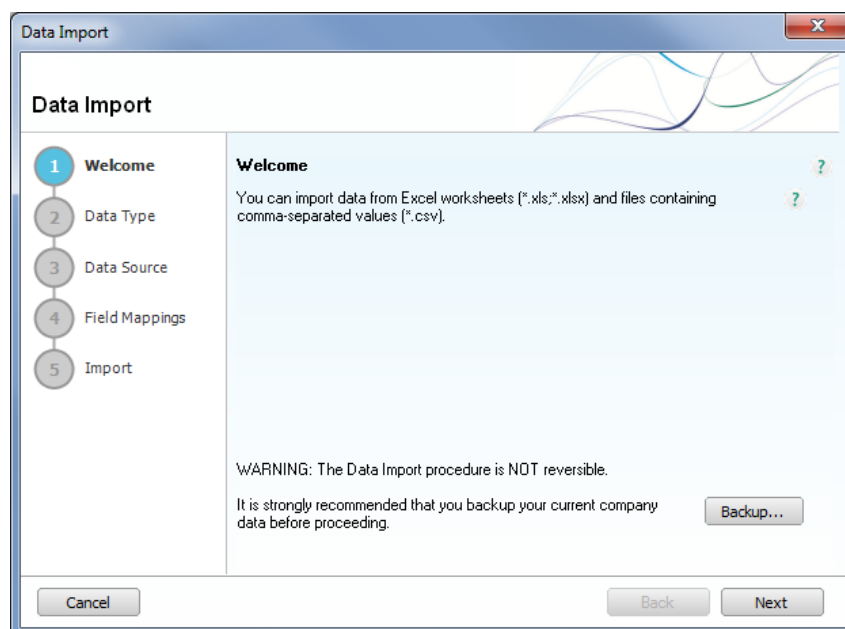 Data Import
X
Data Import
1 Welcome
2 Data Type
3 Data Source
4 Field Mappings
5 Import
Welcome
?
You can import data from Excel worksheets (*.xls;*.xlsx) and files containing
comma-separated values (*.csv).
?
WARNING: The Data Import procedure is NOT reversible.
It is strongly recommended that you backup your current company
data before proceeding.
Backup...
Cancel
Back
Next